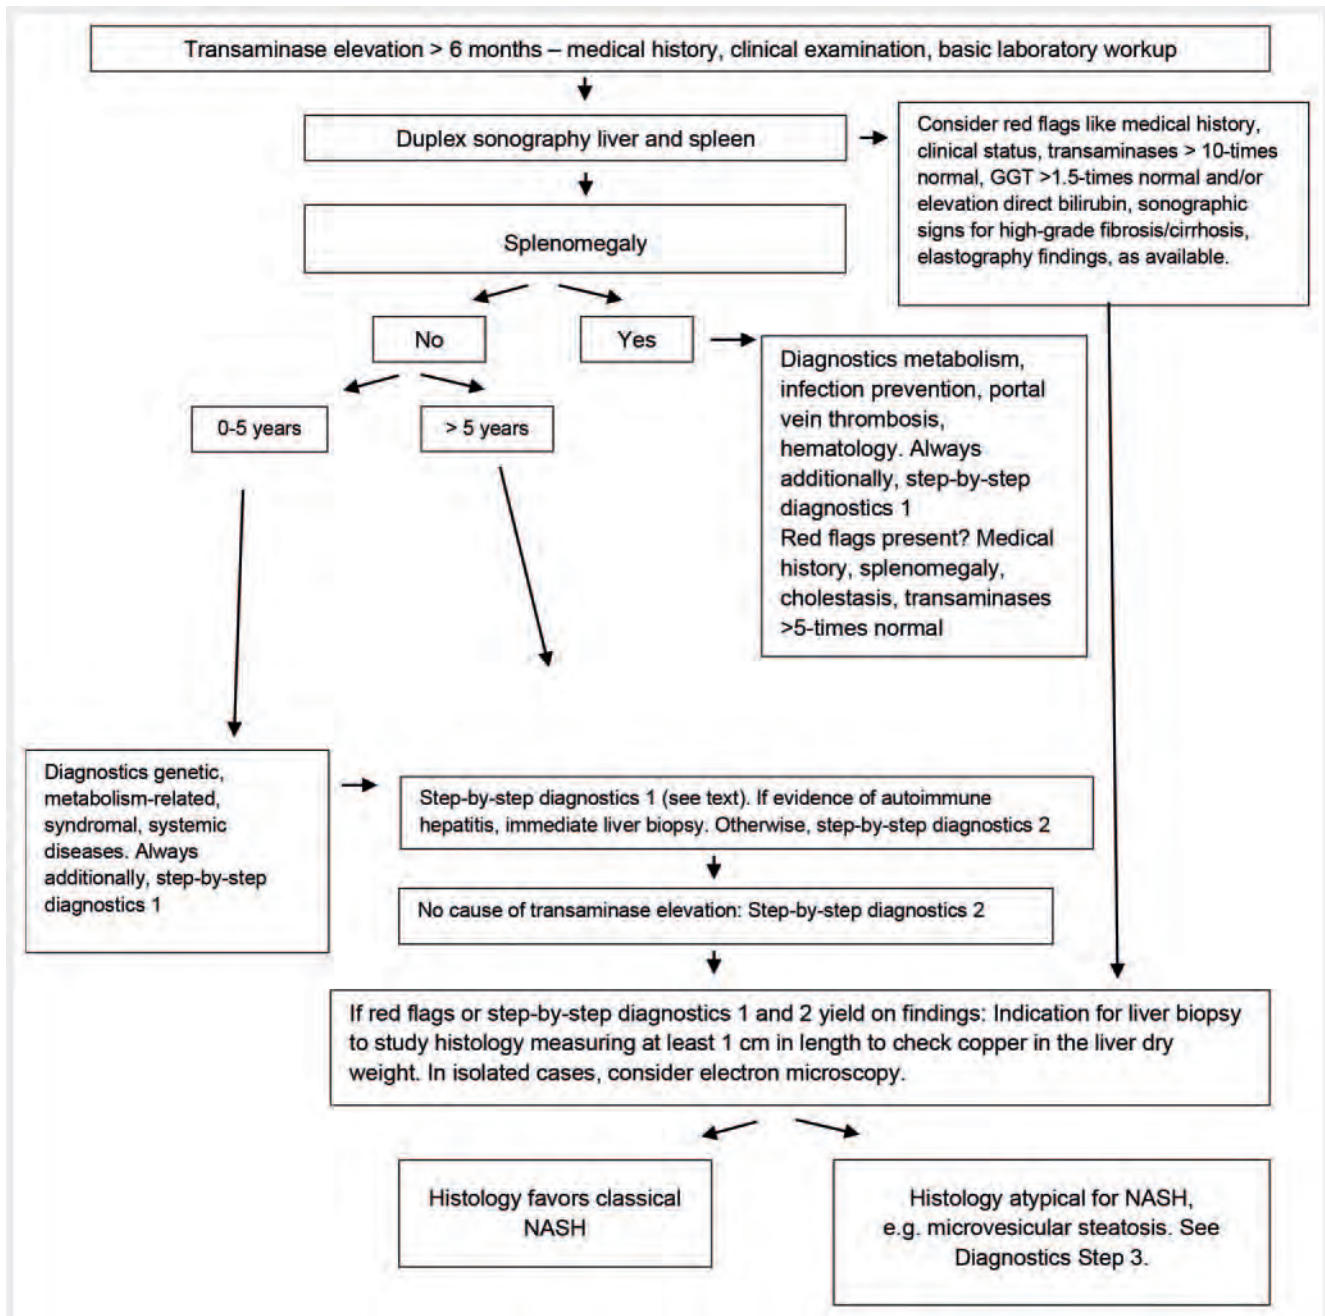 Transaminase elevation > 6 months – medical history, clinical examination, basic laboratory workup
Duplex sonography liver and spleen
Consider red flags like medical history,
clinical status, transaminases > 10-times
normal, GGT >1.5-times normal and/or
elevation direct bilirubin, sonographic
signs for high-grade fibrosis/cirrhosis,
elastography findings, as available.
Splenomegaly
No
Yes
Diagnostics metabolism,
infection prevention, portal
vein thrombosis,
hematology. Always
additionally, step-by-step
diagnostics 1
Red flags present? Medical
history, splenomegaly,
cholestasis, transaminases
>5-times normal
0-5 years
> 5 years
Diagnostics genetic,
metabolism-related,
syndromal, systemic
diseases. Always
additionally, step-by-step
diagnostics 1
Step-by-step diagnostics 1 (see text). If evidence of autoimmune
hepatitis, immediate liver biopsy. Otherwise, step-by-step diagnostics 2
No cause of transaminase elevation: Step-by-step diagnostics 2
If red flags or step-by-step diagnostics 1 and 2 yield on findings: Indication for liver biopsy
to study histology measuring at least 1 cm in length to check copper in the liver dry
weight. In isolated cases, consider electron microscopy.
Histology favors classical
NASH
Histology atypical for NASH,
e.g. microvesicular steatosis. See
Diagnostics Step 3.